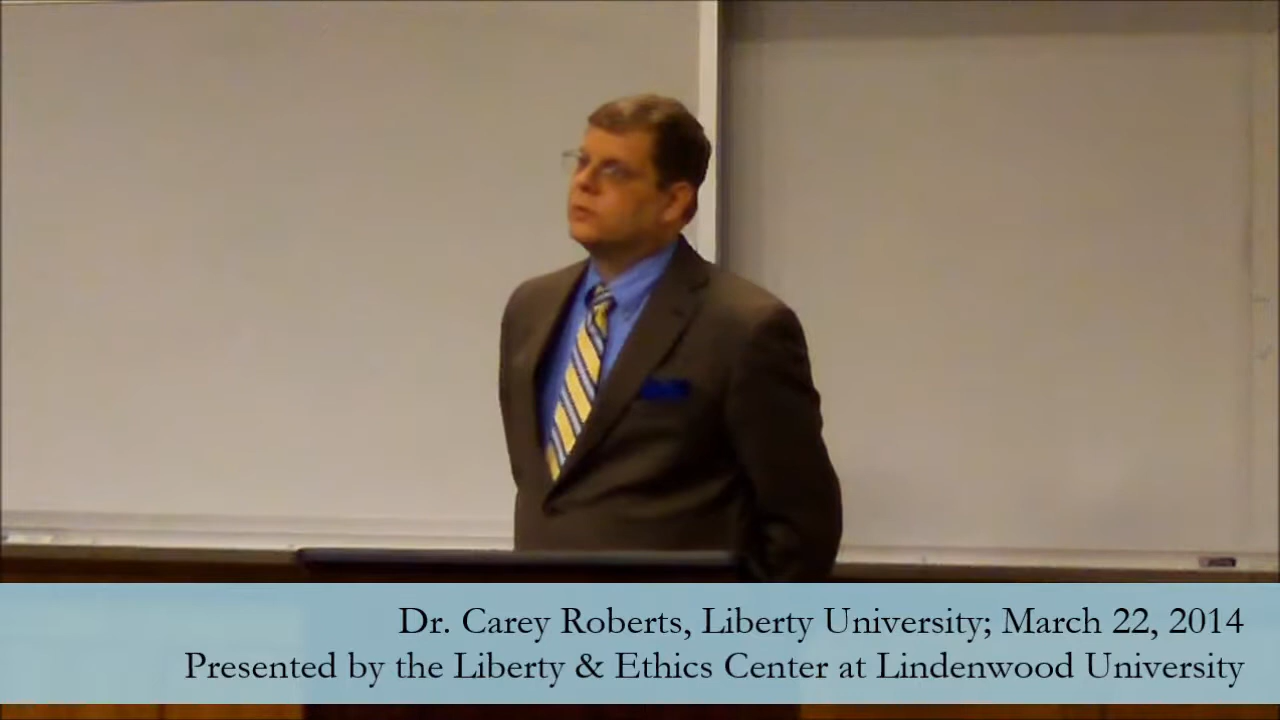 Dr. Carey Roberts, Liberty University; March 22, 2014
Presented by the Liberty & Ethics Center at Lindenwood University